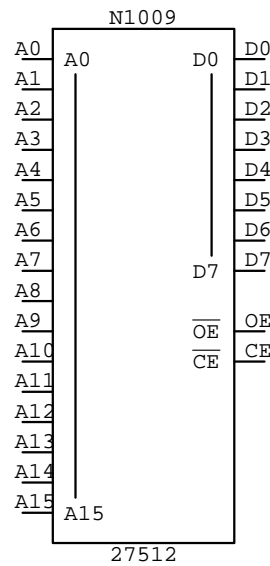 N1009
A0 A0 D0 D0
A1 D1
A2 D2
A3 D3
A4 D4
A5 D5
A6 D6
A7 D7 D7
A8
A9 OE OE
A10 CE CE
A11
A12
A13
A14
A15 A15
27512